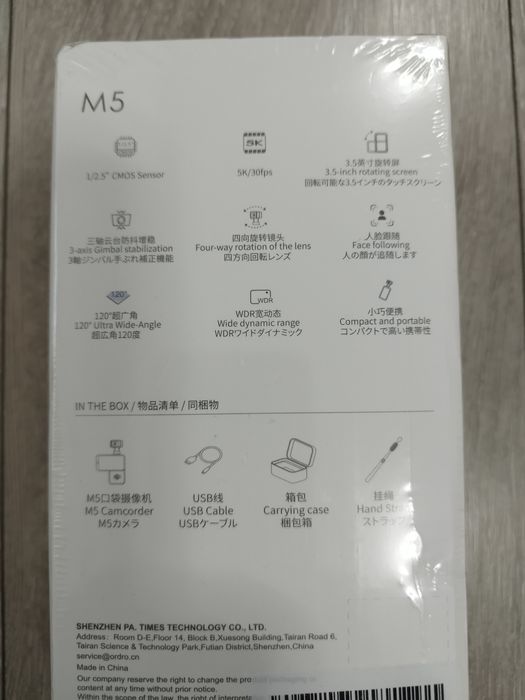 M5
1/2.5" CMOS Sensor
5K
5K/30fps
3.5英寸旋转屏
3.5-inch rotating screen
回転可能な3.5インチのタッチスクリーン
三轴云台防抖增稳
3-axis Gimbal stabilization
3軸ジンバル手ぶれ補正機能
四向旋转镜头
Four-way rotation of the lens
四方向回転レンズ
人脸跟随
Face following
人の顔が追随します
120°
120°超广角
120° Ultra Wide-Angle
超広角120度
WDR
WDR宽动态
Wide dynamic range
WDRワイドダイナミック
小巧便携
Compact and portable
コンパクトで高い携帯性
IN THE BOX / 物品清单 / 同梱物
M5口袋摄像机
M5 Camcorder
M5カメラ
USB线
USB Cable
USBケーブル
箱包
Carrying case
梱包箱
挂绳
Hand Strap
ストラップ
SHENZHEN PA. TIMES TECHNOLOGY CO., LTD.
Address: Room D-E,Floor 14, Block B,Xuesong Building,Tairan Road 6,
Tairan Science & Technology Park,Futian District,Shenzhen,China
service@ordro.cn
Made in China
Our company reserve the right to change the
content at any time without prior notice.
Within the scope of the law, the right of